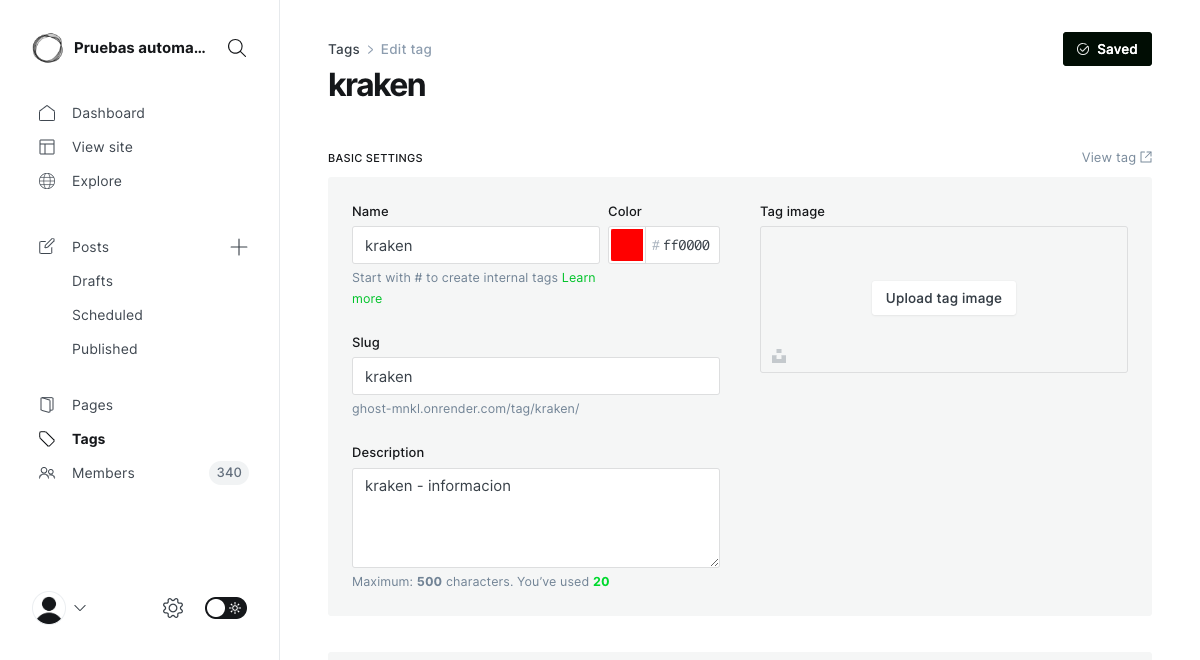 Pruebas automa...
Dashboard
View site
Explore
Posts
Drafts
Scheduled
Published
Pages
Tags
Members 340
Tags > Edit tag
Saved
kraken
BASIC SETTINGS
View tag
Name
kraken
Start with # to create internal tags Learn
more
Color
# ff0000
Slug
kraken
ghost-mnkl.onrender.com/tag/kraken/
Description
kraken - informacion
Maximum: 500 characters. You’ve used 20
Tag image
Upload tag image